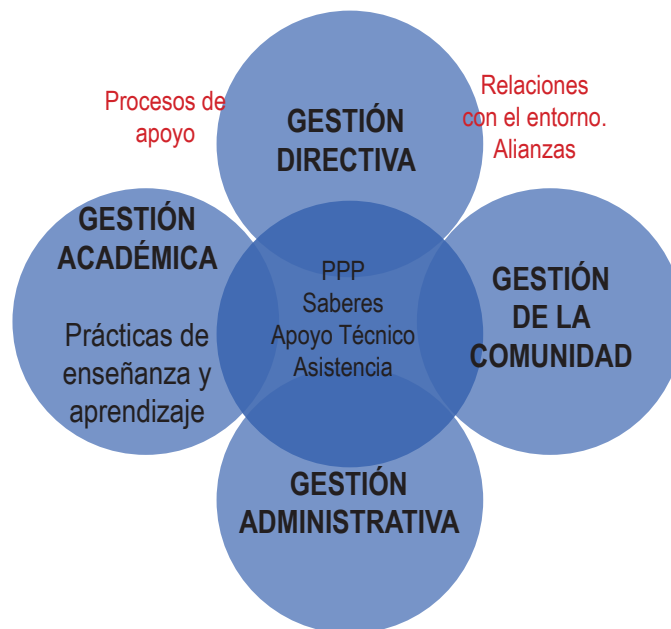 Procesos de
apoyo
GESTIÓN
DIRECTIVA
Relaciones
con el entorno.
Alianzas
GESTIÓN
ACADÉMICA
Prácticas de
enseñanza y
aprendizaje
PPP
Saberes
Apoyo Técnico
Asistencia
GESTIÓN
DE LA
COMUNIDAD
GESTIÓN
ADMINISTRATIVA